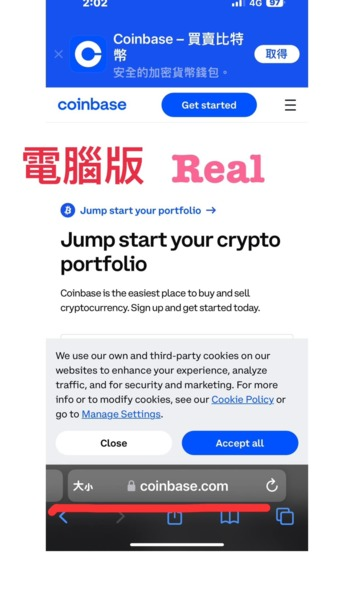 2:02
4G 97
Coinbase – 買賣比特
幣
安全的加密貨幣錢包。
取得
coinbase
Get started
電腦版 Real
Jump start your portfolio →
Jump start your crypto
portfolio
Coinbase is the easiest place to buy and sell
cryptocurrency. Sign up and get started today.
We use our own and third-party cookies on our
websites to enhance your experience, analyze
traffic, and for security and marketing. For more
info or to modify cookies, see our Cookie Policy or
go to Manage Settings.
Close
Accept all
大小 coinbase.com